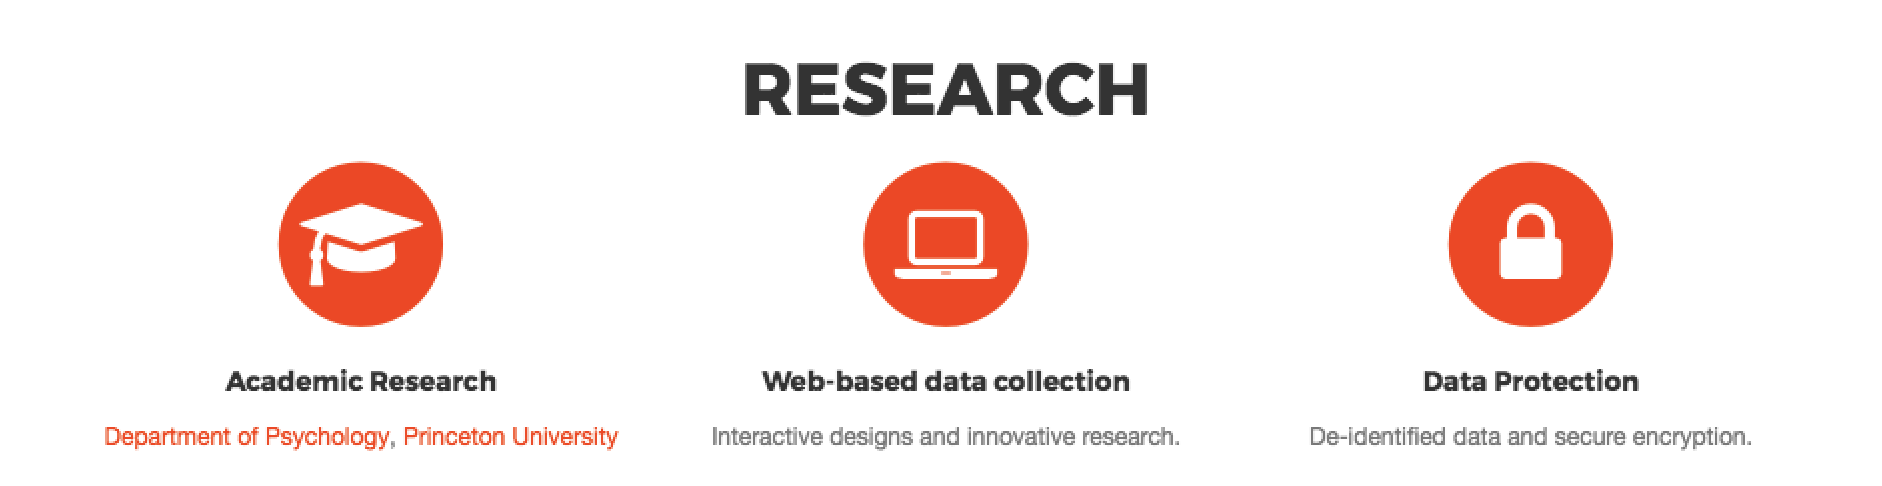 RESEARCH
Academic Research
Department of Psychology, Princeton University
Web-based data collection
Interactive designs and innovative research.
Data Protection
De-identified data and secure encryption.